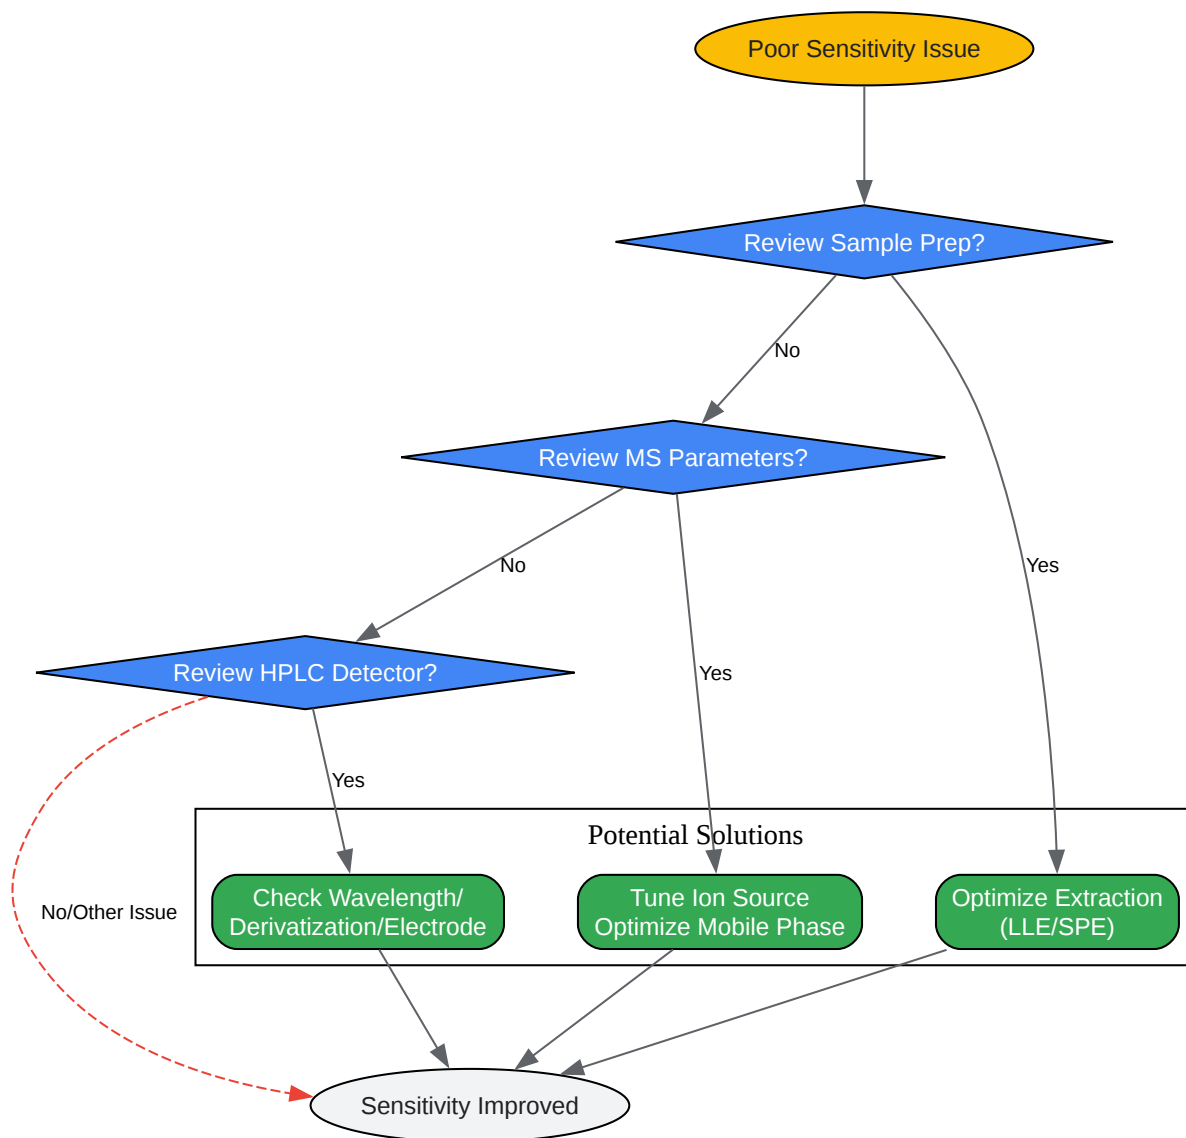 Poor Sensitivity Issue
Review Sample Prep?
No
Review MS Parameters?
No
Yes
Review HPLC Detector?
Yes
Yes
Potential Solutions
Check Wavelength/
Derivatization/Electrode
Tune Ion Source
Optimize Mobile Phase
Optimize Extraction
(LLE/SPE)
No/Other Issue
Sensitivity Improved